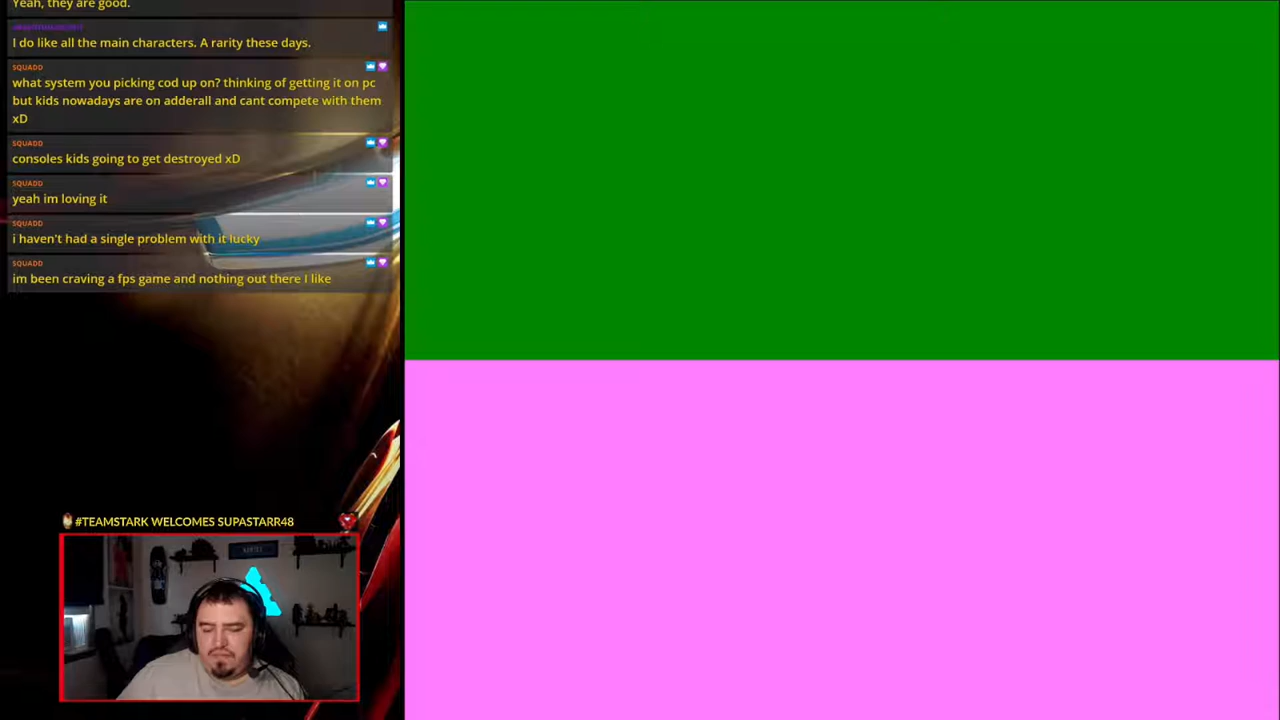 Yeah, they are good.
I do like all the main characters. A rarity these days.
SQUADD
what system you picking cod up on? thinking of getting it on pc
but kids nowadays are on adderall and cant compete with them
xD
SQUADD
consoles kids going to get destroyed xD
SQUADD
yeah im loving it
SQUADD
i haven't had a single problem with it lucky
SQUADD
im been craving a fps game and nothing out there I like
#TEAMSTARK WELCOMES SUPASTARR48